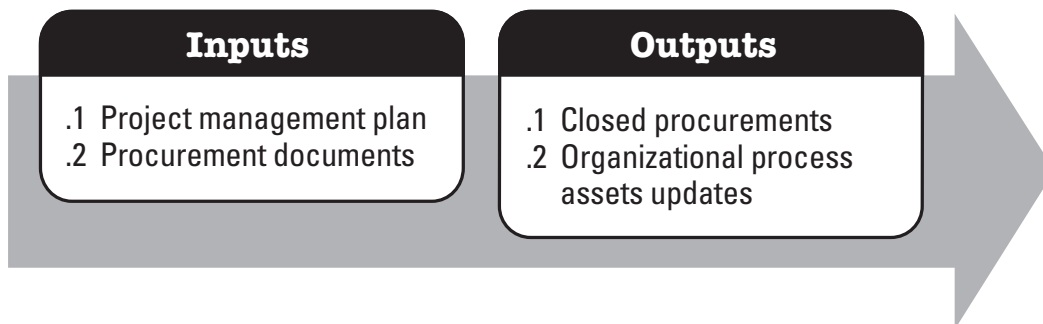 Inputs
.1 Project management plan
.2 Procurement documents
Outputs
.1 Closed procurements
.2 Organizational process
assets updates